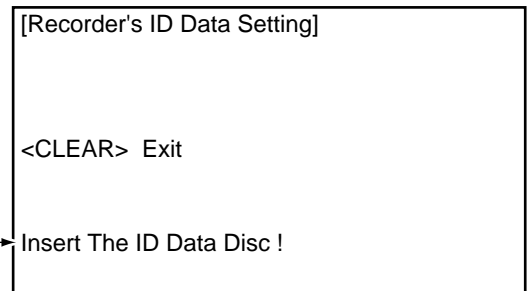 [Recorder's ID Data Setting]
<CLEAR> Exit
Insert The ID Data Disc !